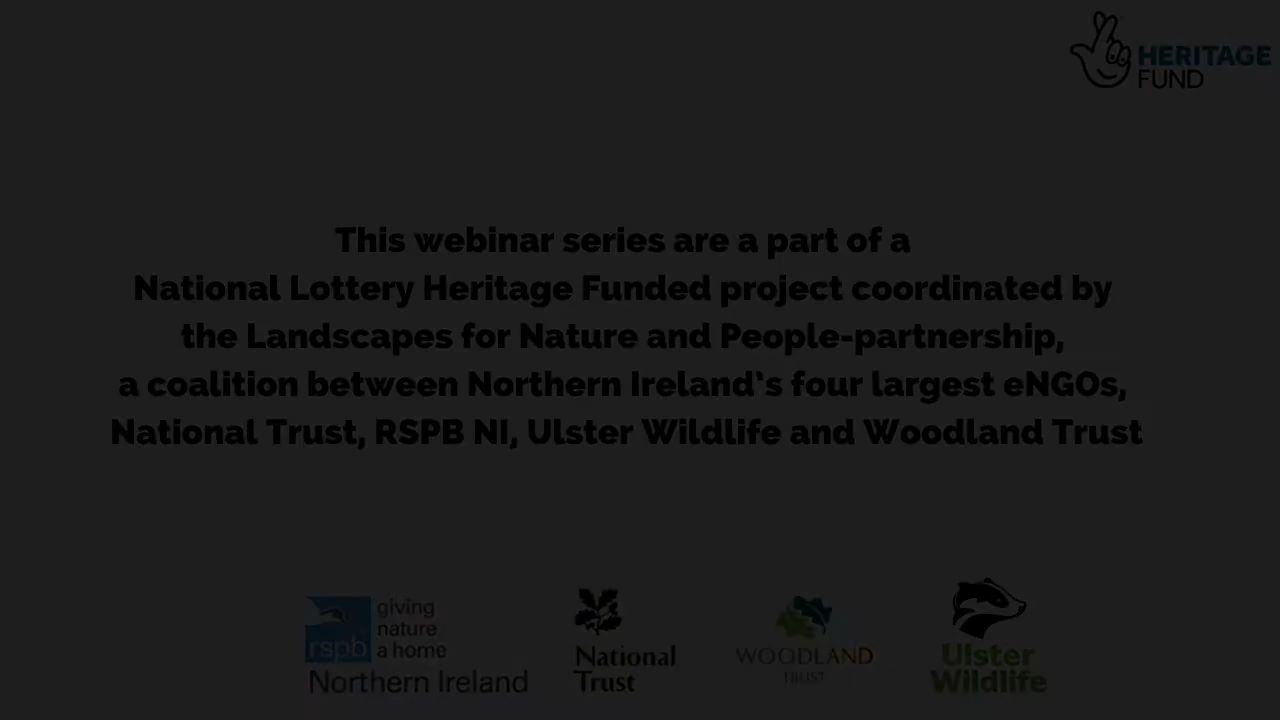 HERITAGE
FUND
This webinar series are a part of a
National Lottery Heritage Funded project coordinated by
the Landscapes for Nature and People-partnership,
a coalition between Northern Ireland's four largest eNGOs,
National Trust, RSPB NI, Ulster Wildlife and Woodland Trust
rspb
giving
nature
a home
Northern Ireland
National
Trust
WOODLAND
TRUST
Ulster
Wildlife